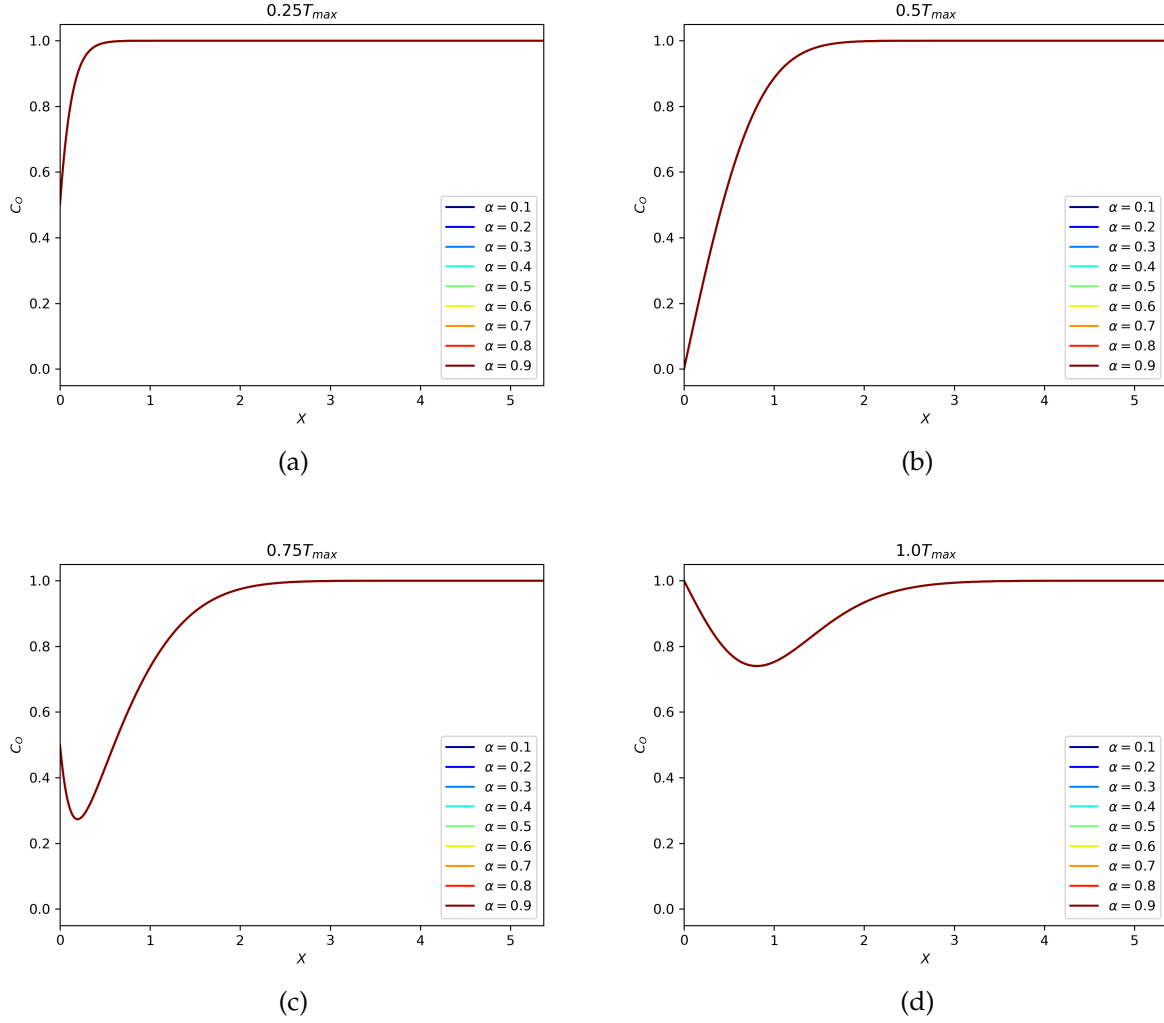 0.25T_max
1.0
0.8
0.6
0.4
0.2
0.0
C_O
α = 0.1
α = 0.2
α = 0.3
α = 0.4
α = 0.5
α = 0.6
α = 0.7
α = 0.8
α = 0.9
0 1 2 3 4 5
X
(a)
0.5T_max
1.0
0.8
0.6
0.4
0.2
0.0
C_O
α = 0.1
α = 0.2
α = 0.3
α = 0.4
α = 0.5
α = 0.6
α = 0.7
α = 0.8
α = 0.9
0 1 2 3 4 5
X
(b)
0.75T_max
1.0
0.8
0.6
0.4
0.2
0.0
C_O
α = 0.1
α = 0.2
α = 0.3
α = 0.4
α = 0.5
α = 0.6
α = 0.7
α = 0.8
α = 0.9
0 1 2 3 4 5
X
(c)
1.0T_max
1.0
0.8
0.6
0.4
0.2
0.0
C_O
α = 0.1
α = 0.2
α = 0.3
α = 0.4
α = 0.5
α = 0.6
α = 0.7
α = 0.8
α = 0.9
0 1 2 3 4 5
X
(d)